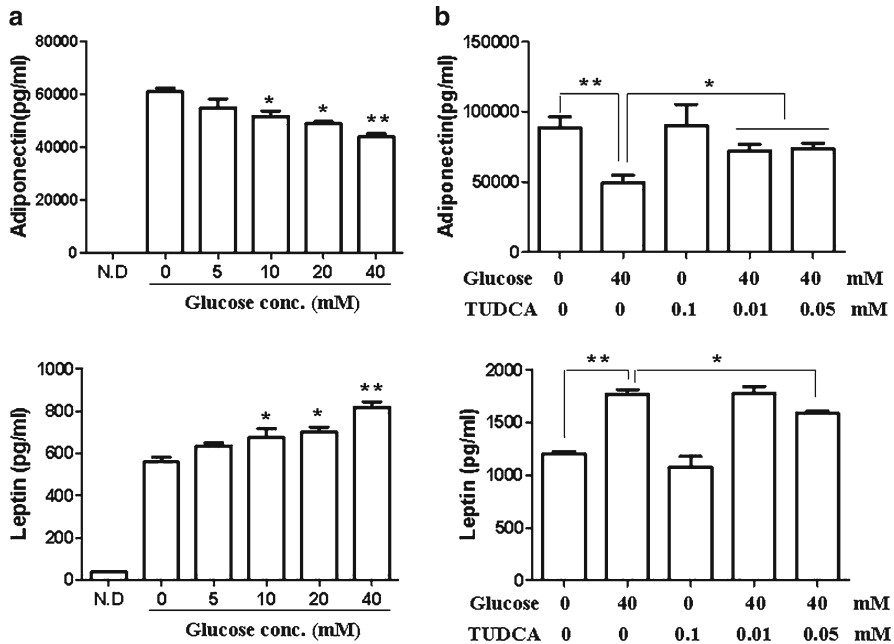 a
Adiponectin(pg/ml)
80000
60000
40000
20000
0
* * **
N.D 0 5 10 20 40
Glucose conc. (mM)
b
Adiponectin(pg/ml)
150000
100000
50000
0
** *
Glucose 0 40 0 40 40 mM
TUDCA 0 0 0.1 0.01 0.05 mM
Leptin (pg/ml)
1000
800
600
400
200
0
* * **
N.D 0 5 10 20 40
Glucose conc. (mM)
Leptin (pg/ml)
2000
1500
1000
500
0
** *
Glucose 0 40 0 40 40 mM
TUDCA 0 0 0.1 0.01 0.05 mM